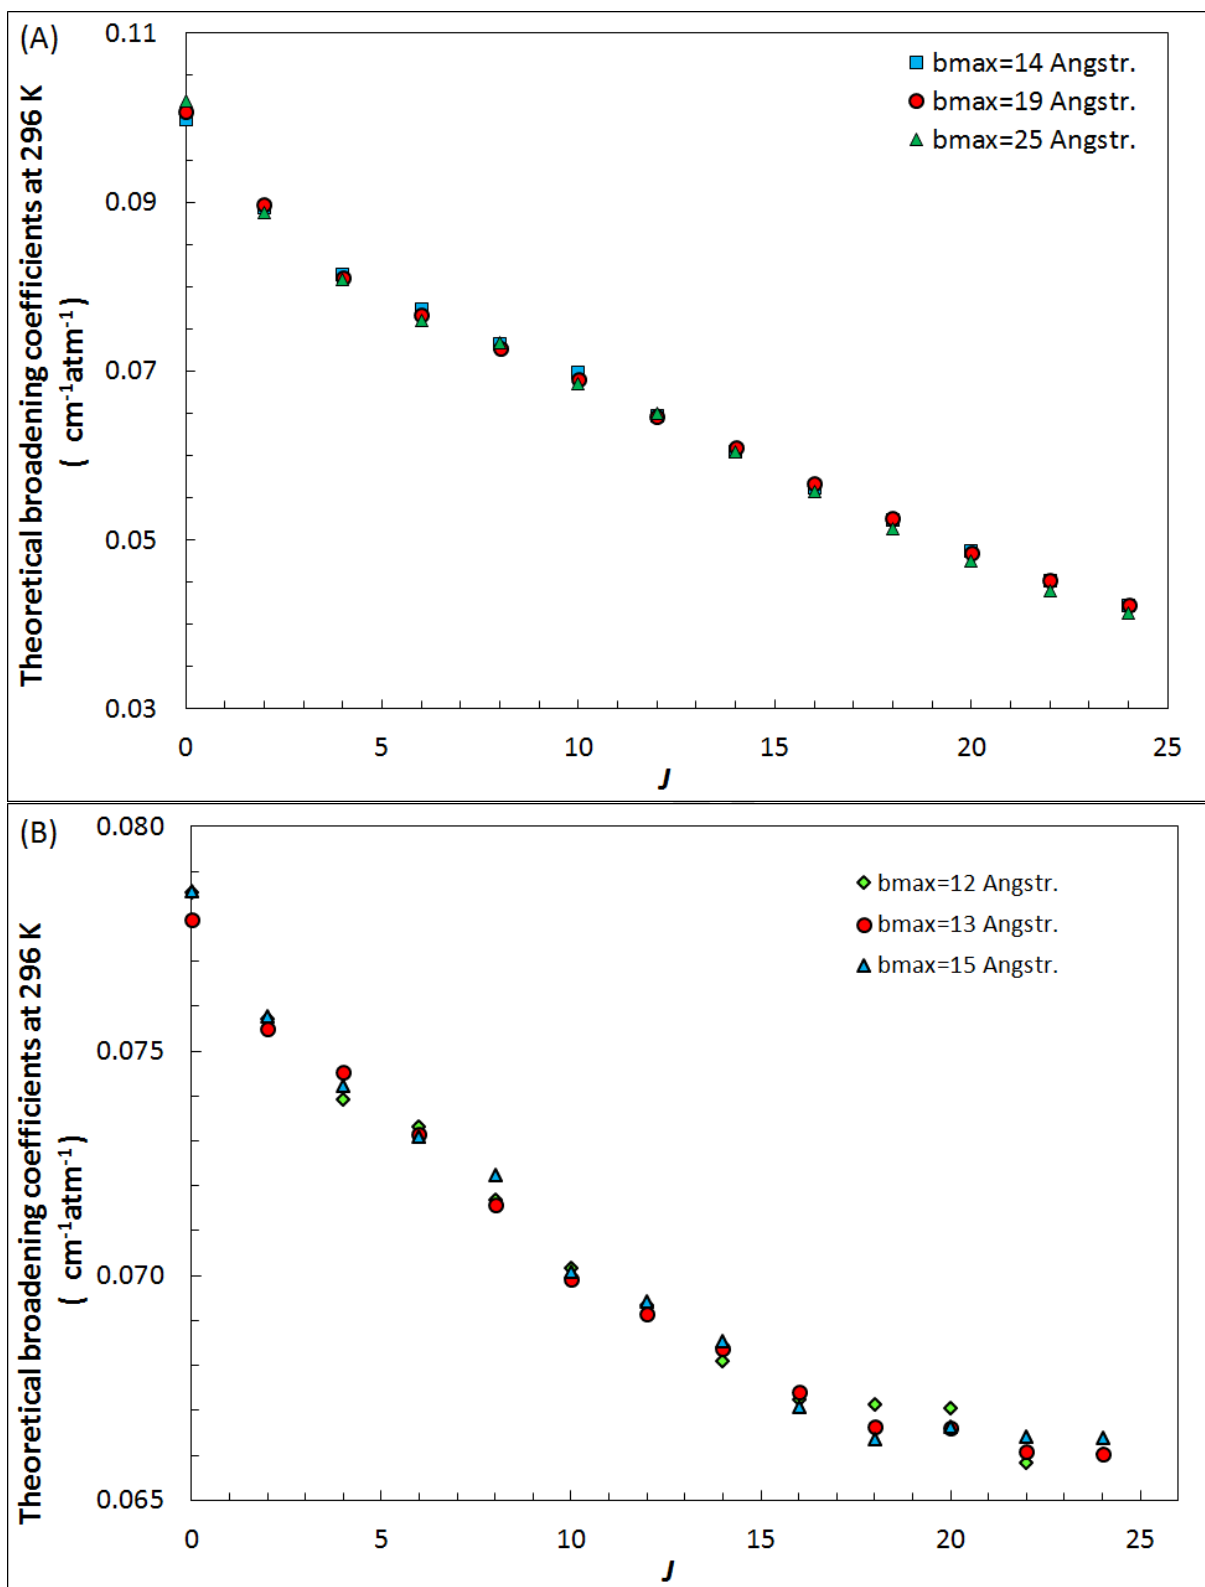 (A)
0.11
bmax=14 Angstr.
bmax=19 Angstr.
bmax=25 Angstr.
0.09
0.07
0.05
0.03
Theoretical broadening coefficients at 296 K
( cm⁻¹atm⁻¹)
0 5 10 15 20 25
J
(B)
0.080
bmax=12 Angstr.
bmax=13 Angstr.
bmax=15 Angstr.
0.075
0.070
0.065
Theoretical broadening coefficients at 296 K
( cm⁻¹atm⁻¹)
0 5 10 15 20 25
J